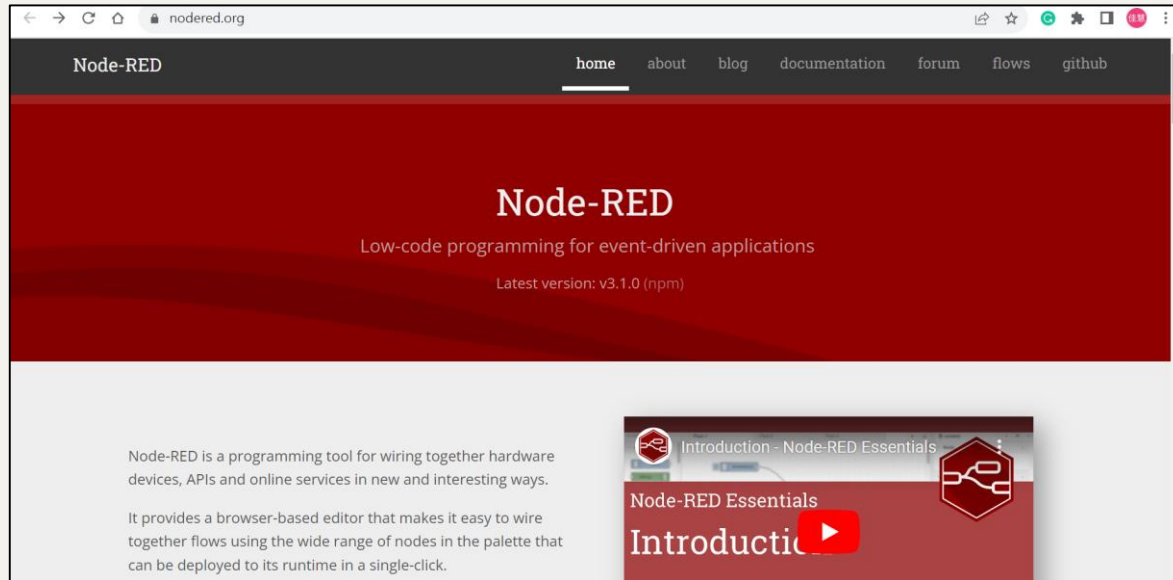 nodered.org
佳慧
Node-RED
home about blog documentation forum flows github
Node-RED
Low-code programming for event-driven applications
Latest version: v3.1.0 (npm)
Node-RED is a programming tool for wiring together hardware
devices, APIs and online services in new and interesting ways.
It provides a browser-based editor that makes it easy to wire
together flows using the wide range of nodes in the palette that
can be deployed to its runtime in a single-click.
Introduction - Node-RED Essentials
Node-RED Essentials